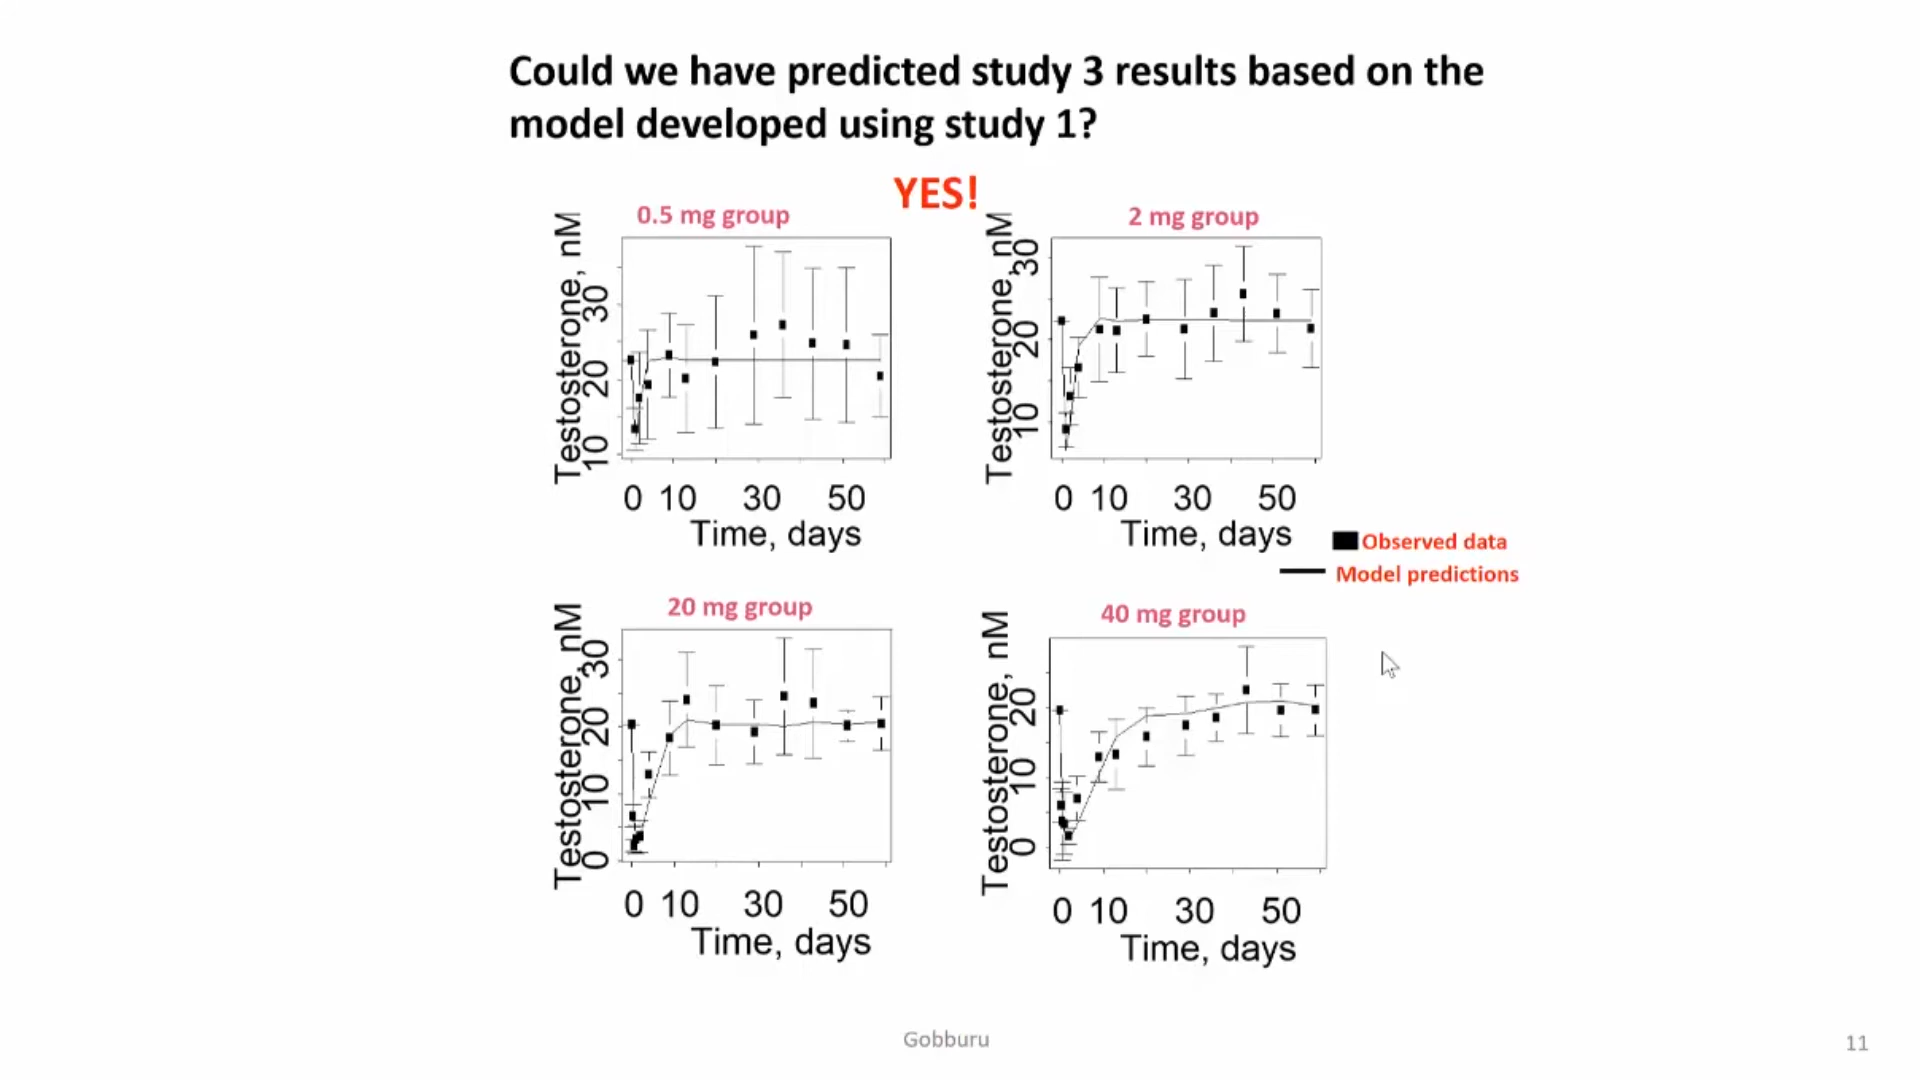 Could we have predicted study 3 results based on the
model developed using study 1?
YES!
0.5 mg group
Testosterone, nM
30
20
10
0 10 30 50
Time, days
2 mg group
Testosterone, nM
30
20
10
0 10 30 50
Time, days
Observed data
Model predictions
20 mg group
Testosterone, nM
30
20
10
0
0 10 30 50
Time, days
40 mg group
Testosterone, nM
20
10
0
0 10 30 50
Time, days
Gobburu
11